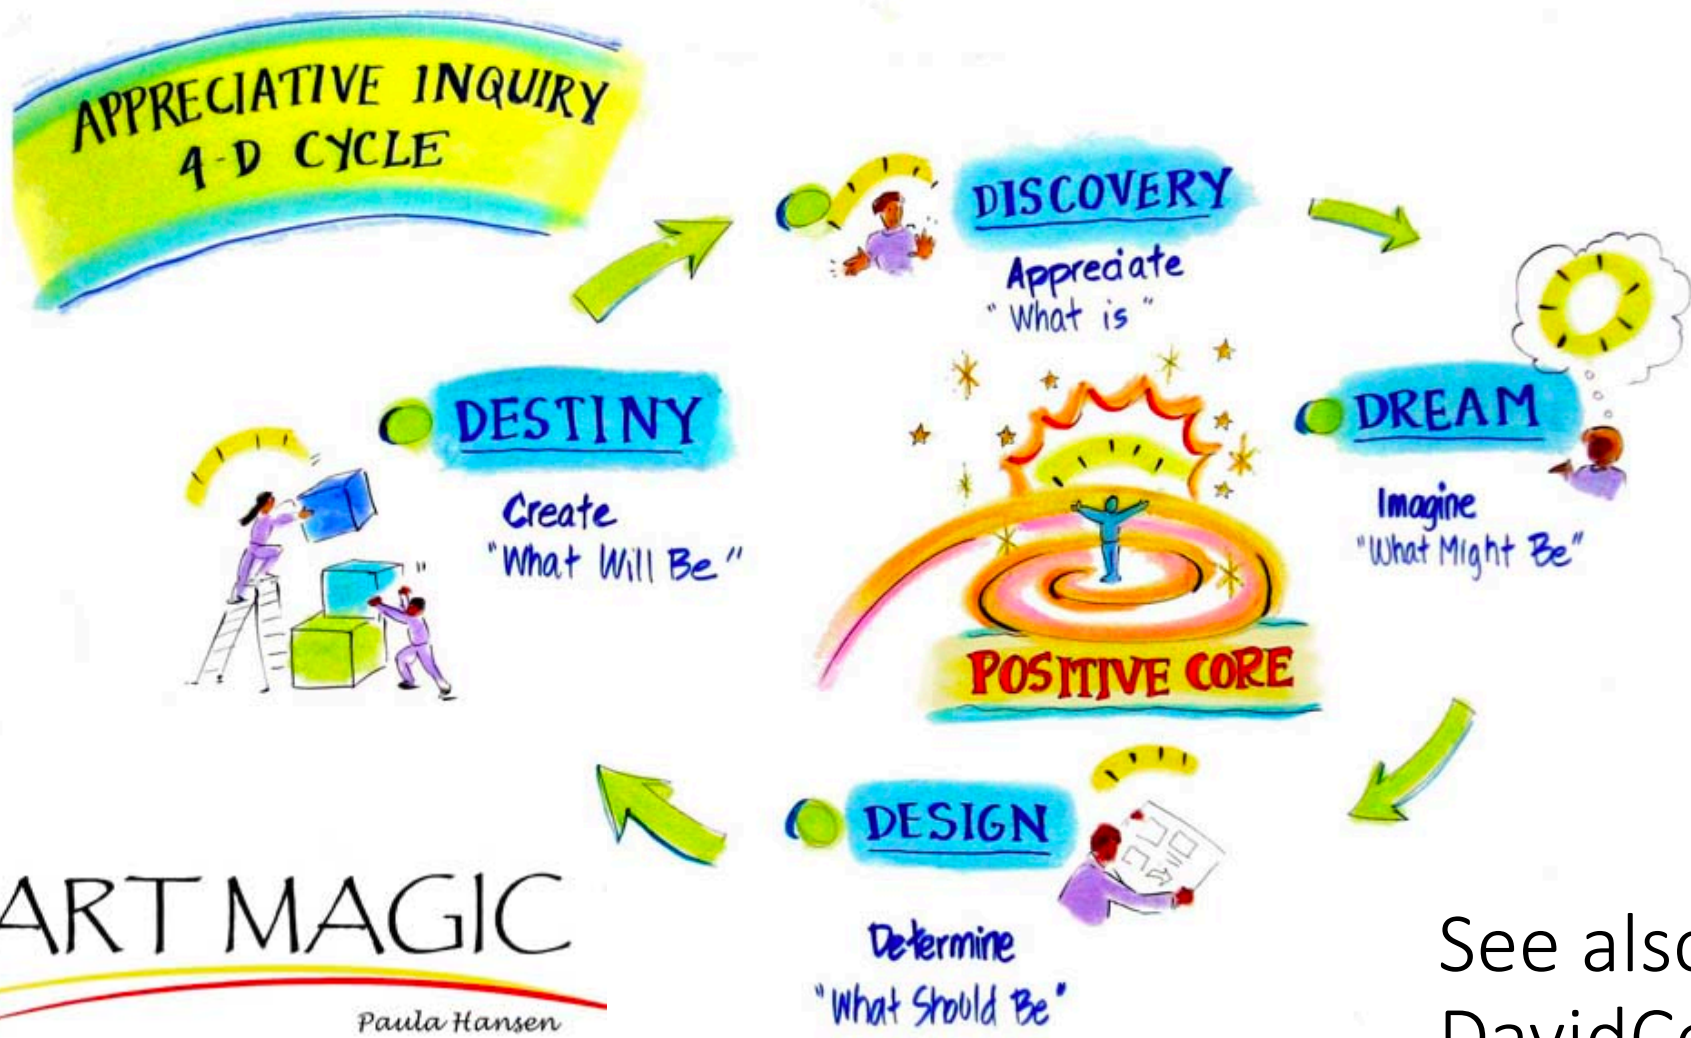 APPRECIATIVE INQUIRY
4-D CYCLE
DISCOVERY
Appreciate
"What is"
DREAM
Imagine
"What Might Be"
DESTINY
Create
"What Will Be"
POSITIVE CORE
DESIGN
Determine
"What Should Be"
ART MAGIC
Paula Hansen
See also